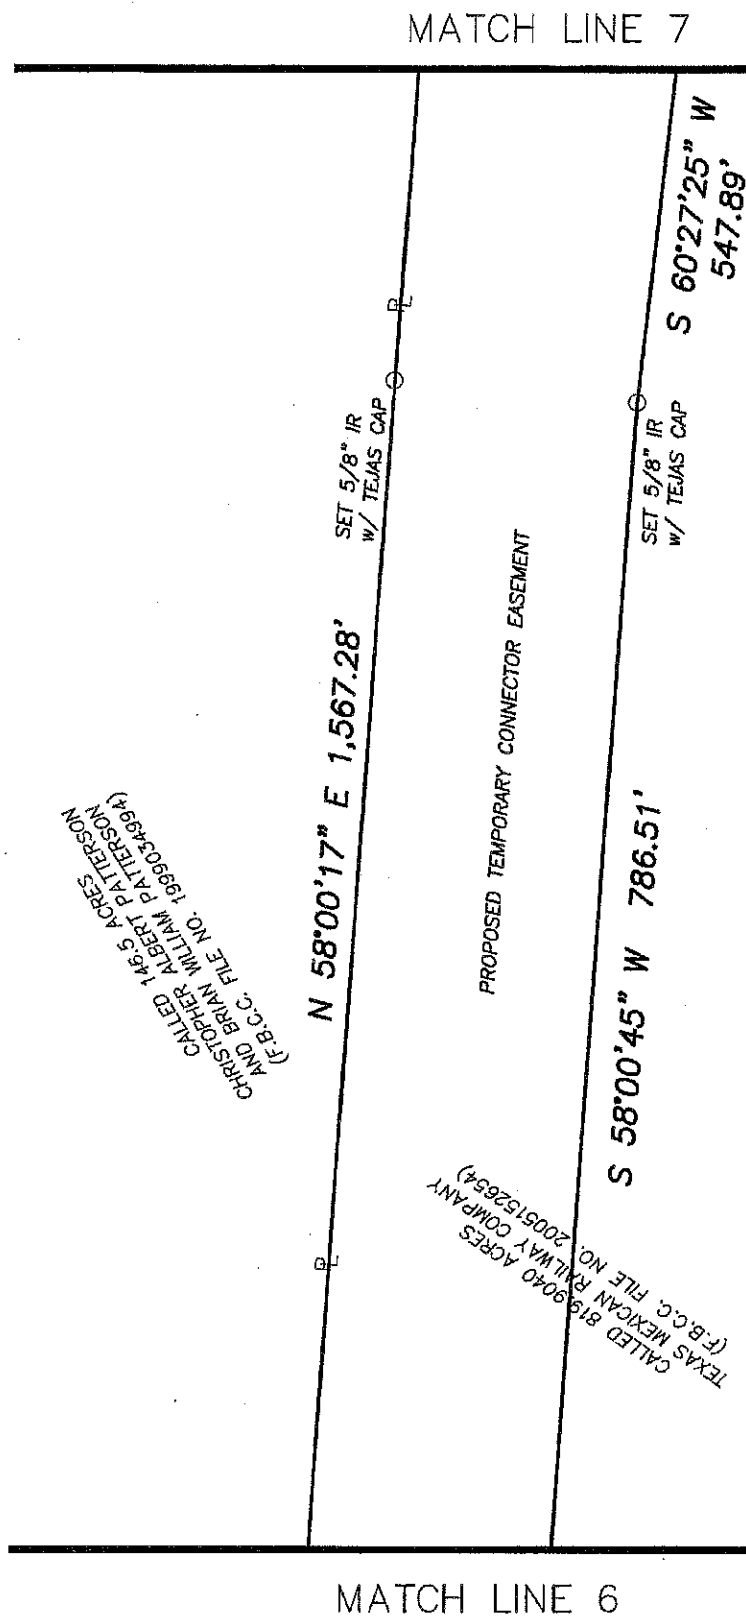 MATCH LINE 7
S 60°27'25" W
547.89'
PL
SET 5/8" IR
w/ TEJAS CAP
SET 5/8" IR
w/ TEJAS CAP
N 58°00'17" E 1,567.28'
PROPOSED TEMPORARY CONNECTOR EASEMENT
S 58°00'45" W 786.51'
CALLED 146.5 ACRES
CHRISTOPHER ALBERT PATTERSON
AND BRIAN WILLIAM PATTERSON
(F.B.C.C. FILE NO. 1999034994)
PL
CALLED 819.9040 ACRES
TEXAS MEXICAN RAILWAY COMPANY
(F.B.C.C. FILE NO. 2005152654)
MATCH LINE 6